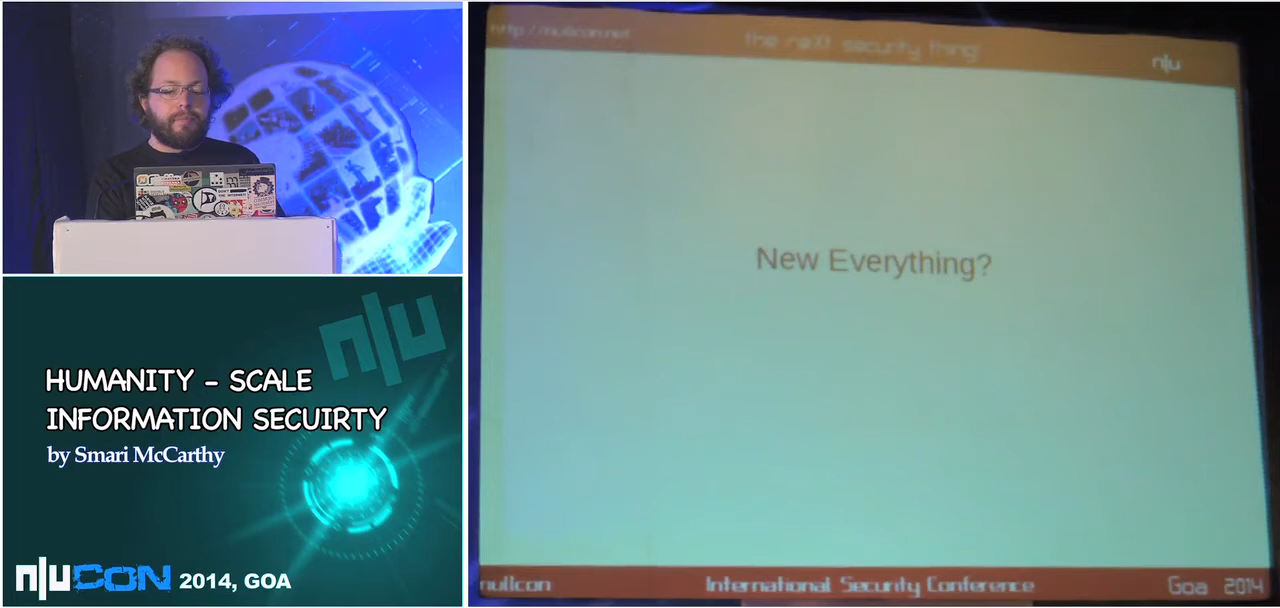 http://nullcon.net
the neXt security thing!
n|u
New Everything?
nullcon
International Security Conference
Goa 2014
n|u
HUMANITY – SCALE
INFORMATION SECUIRTY
by Smari McCarthy
n|uCON 2014, GOA